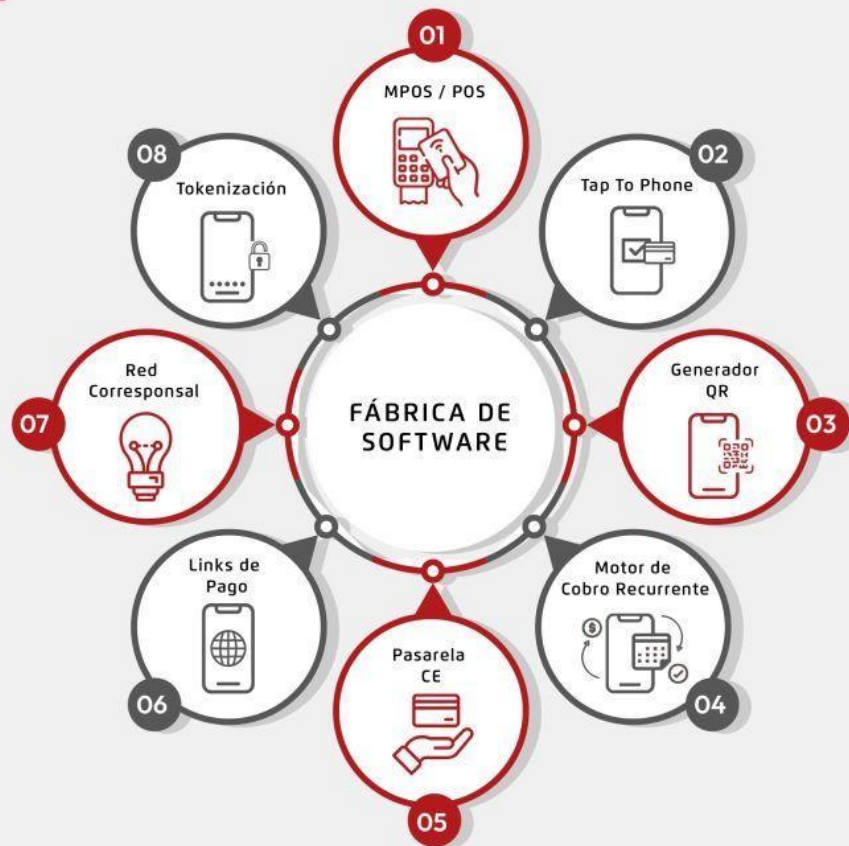 01
MPOS / POS
02
Tap To Phone
03
Generador
QR
04
Motor de
Cobro Recurrente
05
Pasarela
CE
06
Links de
Pago
07
Red
Corresponsal
08
Tokenización
FÁBRICA DE
SOFTWARE